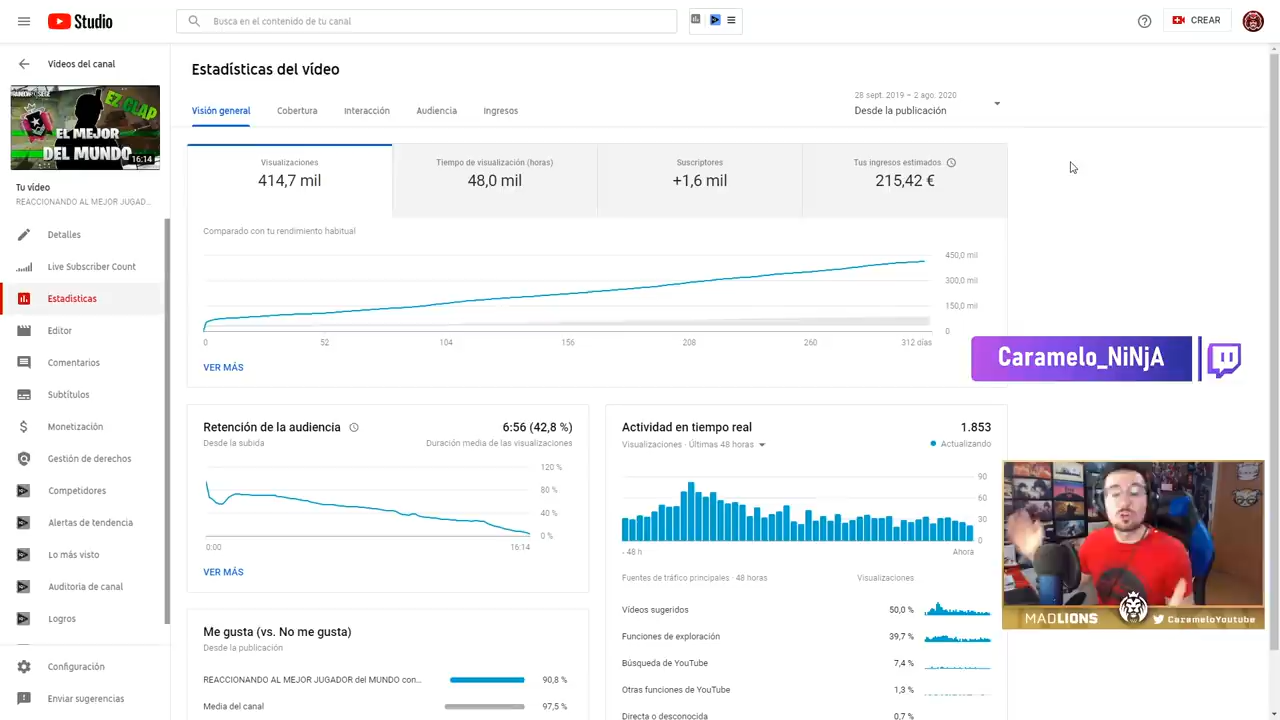 Studio
Busca en el contenido de tu canal
CREAR
Vídeos del canal
EZ CLAP
EL MEJOR
DEL MUNDO
16:14
Tu vídeo
REACCIONANDO AL MEJOR JUGAD...
Detalles
Live Subscriber Count
Estadísticas
Editor
Comentarios
Subtítulos
Monetización
Gestión de derechos
Competidores
Alertas de tendencia
Lo más visto
Auditoría de canal
Logros
Configuración
Enviar sugerencias
Estadísticas del vídeo
Visión general
Cobertura
Interacción
Audiencia
Ingresos
28 sept. 2019 – 2 ago. 2020
Desde la publicación
Visualizaciones
414,7 mil
Tiempo de visualización (horas)
48,0 mil
Suscriptores
+1,6 mil
Tus ingresos estimados
215,42 €
Comparado con tu rendimiento habitual
450,0 mil
300,0 mil
150,0 mil
0
0 52 104 156 208 260 312 días
VER MÁS
Caramelo_NiNjA
Retención de la audiencia
6:56 (42,8 %)
Desde la subida
Duración media de las visualizaciones
120 %
80 %
40 %
0 %
0:00 16:14
VER MÁS
Me gusta (vs. No me gusta)
Desde la publicación
REACCIONANDO AL MEJOR JUGADOR del MUNDO con...
90,8 %
Media del canal
97,5 %
Actividad en tiempo real
1.853
Visualizaciones · Últimas 48 horas
Actualizando
90
60
30
0
- 48 h
Ahora
Fuentes de tráfico principales · 48 horas
Visualizaciones
Vídeos sugeridos
50,0 %
Funciones de exploración
39,7 %
Búsqueda de YouTube
7,4 %
Otras funciones de YouTube
1,3 %
Directa o desconocida
0,7 %
MADLIONS
CarameloYoutube